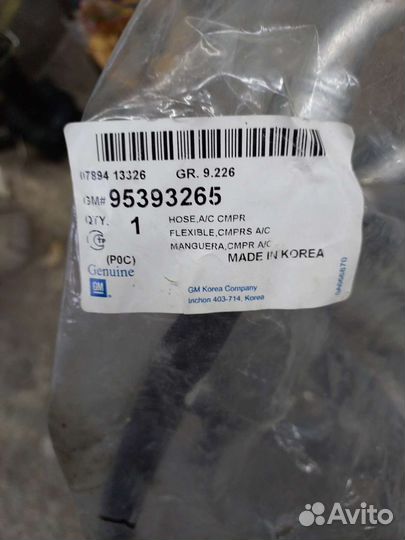 07894 13326 GR. 9.226
GM# 95393265
QTY. 1 HOSE,A/C CMPR
FLEXIBLE,CMPRS A/C
MANGUERA,CMPR A/C
(P0C) MADE IN KOREA
Genuine
GM
GM Korea Company
Inchon 403-714, Korea
Avito